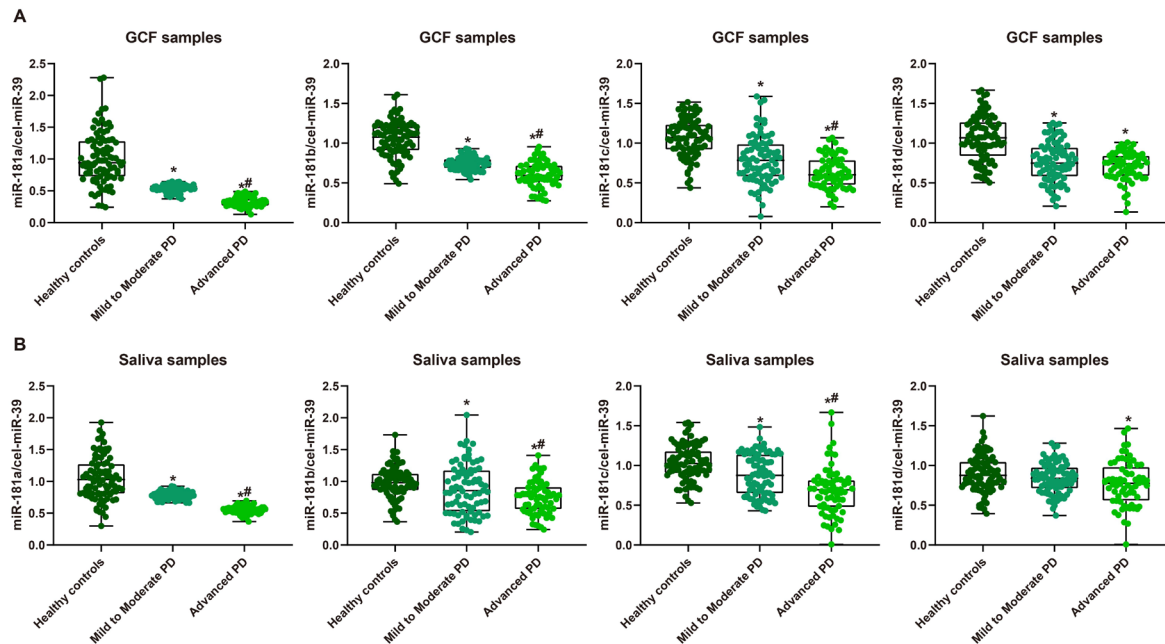 A
GCF samples
GCF samples
GCF samples
GCF samples
miR-181a/cel-miR-39
2.5
2.0
1.5
1.0
0.5
0.0
*
*#
Healthy controls
Mild to Moderate PD
Advanced PD
miR-181b/cel-miR-39
2.0
1.5
1.0
0.5
0.0
*
*#
Healthy controls
Mild to Moderate PD
Advanced PD
miR-181c/cel-miR-39
2.0
1.5
1.0
0.5
0.0
*
*#
Healthy controls
Mild to Moderate PD
Advanced PD
miR-181d/cel-miR-39
2.0
1.5
1.0
0.5
0.0
*
*
Healthy controls
Mild to Moderate PD
Advanced PD
B
Saliva samples
Saliva samples
Saliva samples
Saliva samples
miR-181a/cel-miR-39
2.5
2.0
1.5
1.0
0.5
0.0
*
*#
Healthy controls
Mild to Moderate PD
Advanced PD
miR-181b/cel-miR-39
2.5
2.0
1.5
1.0
0.5
0.0
*
*#
Healthy controls
Mild to Moderate PD
Advanced PD
miR-181c/cel-miR-39
2.0
1.5
1.0
0.5
0.0
*
*#
Healthy controls
Mild to Moderate PD
Advanced PD
miR-181d/cel-miR-39
2.0
1.5
1.0
0.5
0.0
*
Healthy controls
Mild to Moderate PD
Advanced PD